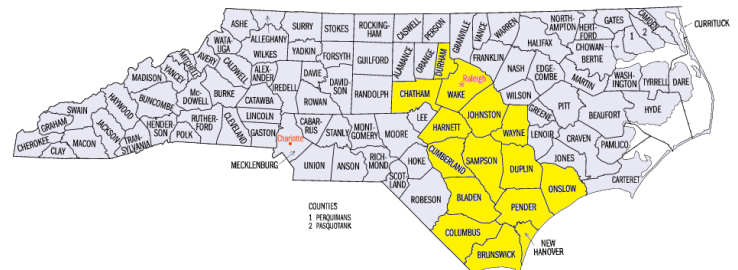 ASHE
ALLEGHANY
SURRY
STOKES
ROCKING-
HAM
CASWELL
PERSON
GRANVILLE
VANCE
WARREN
NORTH-
AMPTON
HERT-
FORD
GATES
CAMDEN
CURRITUCK
1
2
WATA-
UGA
WILKES
YADKIN
FORSYTH
GUILFORD
ALAMANCE
ORANGE
DURHAM
FRANKLIN
HALIFAX
CHOWAN
BERTIE
MITCHELL
AVERY
CALDWELL
ALEX-
ANDER
IREDELL
DAVIE
DAVID-
SON
RANDOLPH
CHATHAM
WAKE
Raleigh
NASH
EDGE-
COMBE
MARTIN
WASH-
INGTON
TYRRELL
DARE
MADISON
YANCEY
Mc-
DOWELL
BURKE
CATAWBA
ROWAN
WILSON
PITT
BEAUFORT
HYDE
SWAIN
HAYWOOD
BUNCOMBE
RUTHER-
FORD
CLEVELAND
LINCOLN
GASTON
CABAR-
RUS
STANLY
MONT-
GOMERY
MOORE
LEE
HARNETT
JOHNSTON
WAYNE
GREENE
LENOIR
CRAVEN
PAMLICO
GRAHAM
CHEROKEE
CLAY
MACON
JACKSON
TRAN-
SYLVANIA
HENDER
SON
POLK
Charlotte
MECKLENBURG
UNION
ANSON
RICH-
MOND
SCOT
LAND
HOKE
CUMBERLAND
SAMPSON
DUPLIN
JONES
ONSLOW
CARTERET
ROBESON
BLADEN
PENDER
COLUMBUS
BRUNSWICK
NEW
HANOVER
COUNTIES
1 PERQUIMANS
2 PASQUOTANK